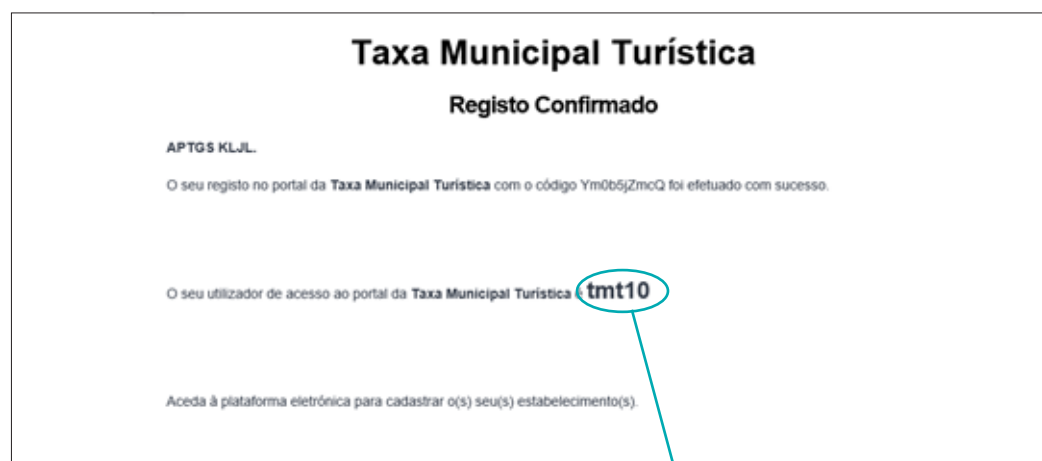 Taxa Municipal Turística
Registo Confirmado
APTGS KLJL.
O seu registo no portal da Taxa Municipal Turística com o código Ym0b5jZmcQ foi efetuado com sucesso.
O seu utilizador de acesso ao portal da Taxa Municipal Turística é tmt10
Aceda à plataforma eletrónica para cadastrar o(s) seu(s) estabelecimento(s).